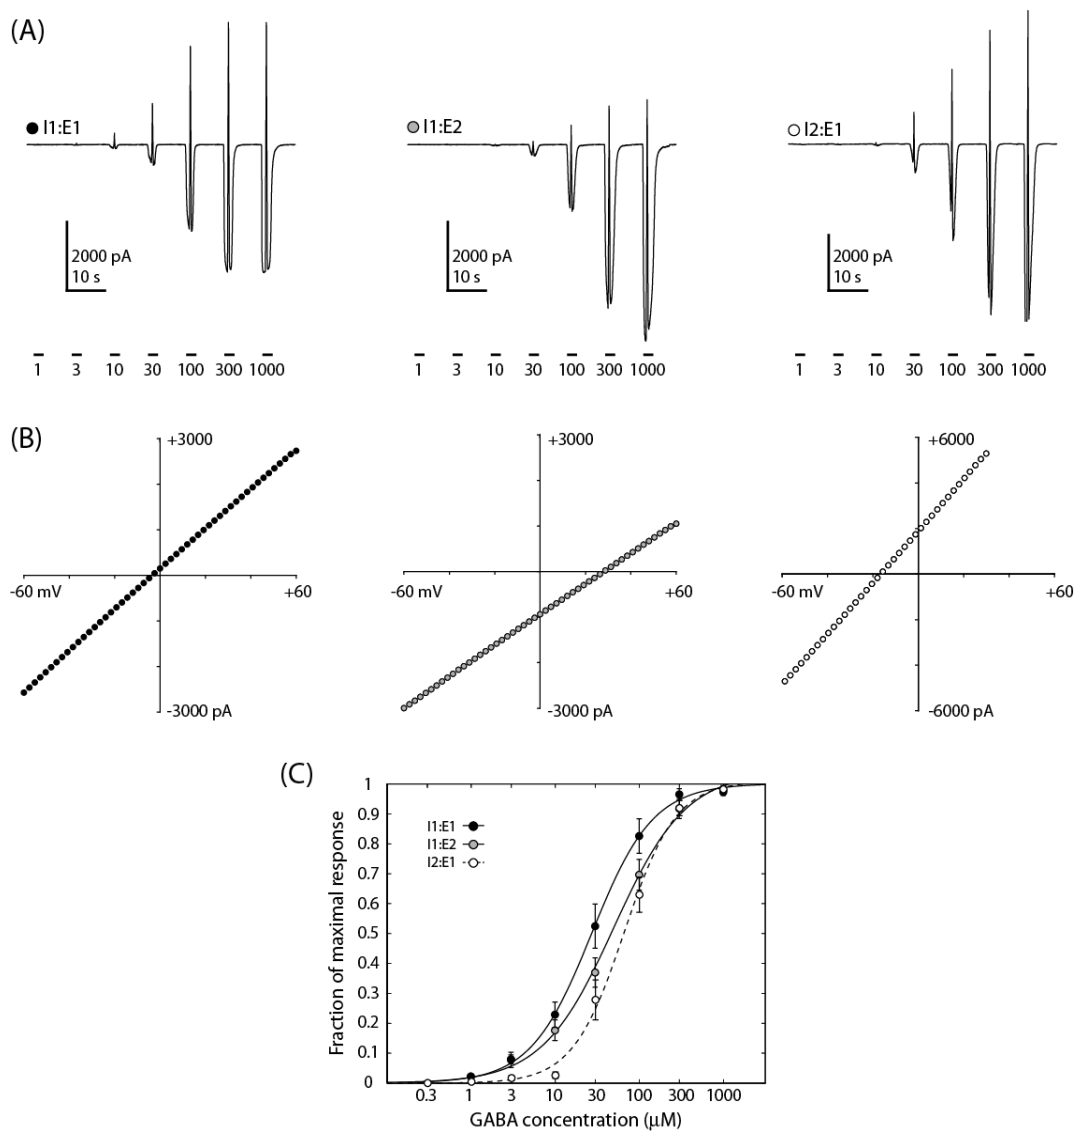 (A)
I1:E1
2000 pA
10 s
1 3 10 30 100 300 1000
I1:E2
2000 pA
10 s
1 3 10 30 100 300 1000
I2:E1
2000 pA
10 s
1 3 10 30 100 300 1000
(B)
+3000
-60 mV
+60
-3000 pA
+3000
-60 mV
+60
-3000 pA
+6000
-60 mV
+60
-6000 pA
(C)
Fraction of maximal response
1
0.9
0.8
0.7
0.6
0.5
0.4
0.3
0.2
0.1
0
I1:E1
I1:E2
I2:E1
0.3 1 3 10 30 100 300 1000
GABA concentration (μM)